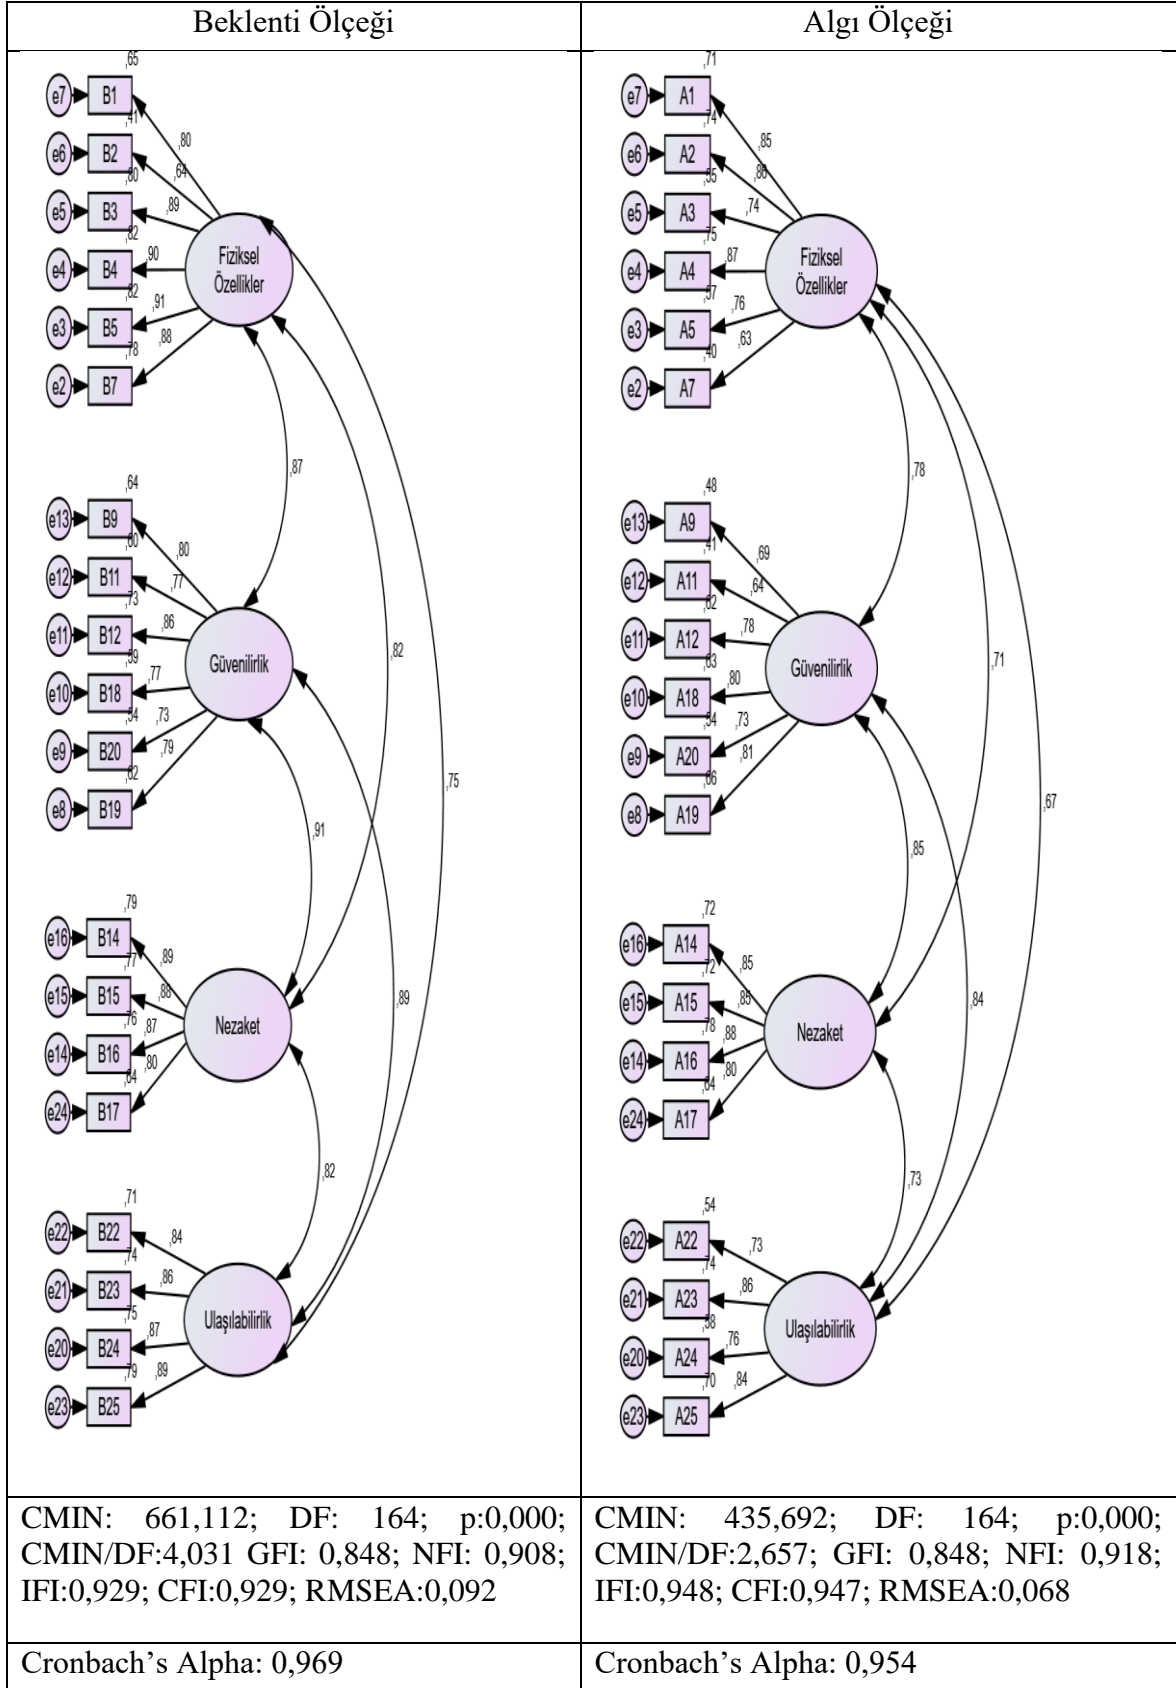 Beklenti Ölçeği
,65
e7 B1
,80
,41
e6 B2
,64
,80
e5 B3
,89
,82
e4 B4
,90
,82
e3 B5
,91
,78
e2 B7
,88
Fiziksel
Özellikler
,87
,64
e13 B9
,80
,60
e12 B11
,77
,73
e11 B12
,86
,59
e10 B18
,77
,54
e9 B20
,73
,62
e8 B19
,79
Güvenilirlik
,82
,75
,91
,79
e16 B14
,89
,77
e15 B15
,88
,76
e14 B16
,87
,64
e24 B17
,80
Nezaket
,89
,82
,71
e22 B22
,84
,74
e21 B23
,86
,75
e20 B24
,87
,79
e23 B25
,89
Ulaşılabilirlik
CMIN: 661,112; DF: 164; p:0,000;
CMIN/DF:4,031 GFI: 0,848; NFI: 0,908;
IFI:0,929; CFI:0,929; RMSEA:0,092
Cronbach’s Alpha: 0,969
Algı Ölçeği
,71
e7 A1
,85
,74
e6 A2
,86
,55
e5 A3
,74
,75
e4 A4
,87
,57
e3 A5
,76
,40
e2 A7
,63
Fiziksel
Özellikler
,78
,48
e13 A9
,69
,41
e12 A11
,64
,62
e11 A12
,78
,63
e10 A18
,80
,54
e9 A20
,73
,66
e8 A19
,81
Güvenilirlik
,71
,67
,85
,72
e16 A14
,85
,72
e15 A15
,85
,78
e14 A16
,88
,64
e24 A17
,80
Nezaket
,84
,73
,54
e22 A22
,73
,74
e21 A23
,86
,58
e20 A24
,76
,70
e23 A25
,84
Ulaşılabilirlik
CMIN: 435,692; DF: 164; p:0,000;
CMIN/DF:2,657; GFI: 0,848; NFI: 0,918;
IFI:0,948; CFI:0,947; RMSEA:0,068
Cronbach’s Alpha: 0,954